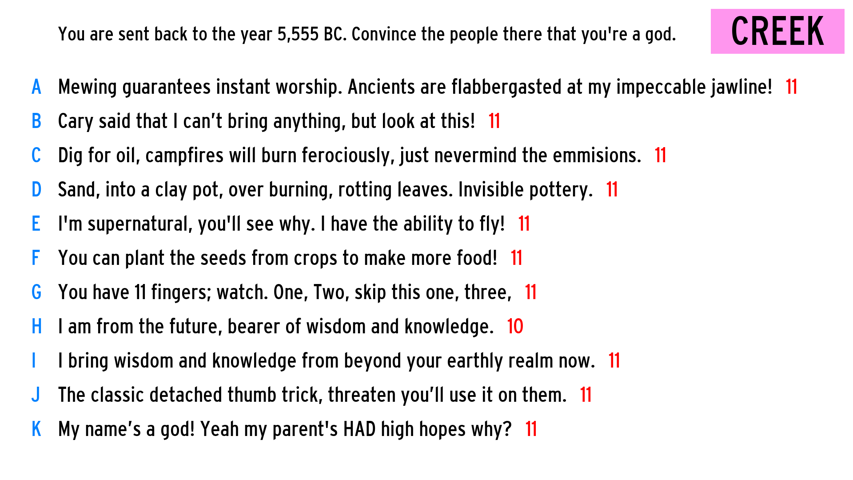 You are sent back to the year 5,555 BC. Convince the people there that you're a god.
CREEK
A Mewing guarantees instant worship. Ancients are flabbergasted at my impeccable jawline! 11
B Cary said that I can’t bring anything, but look at this! 11
C Dig for oil, campfires will burn ferociously, just nevermind the emmisions. 11
D Sand, into a clay pot, over burning, rotting leaves. Invisible pottery. 11
E I'm supernatural, you'll see why. I have the ability to fly! 11
F You can plant the seeds from crops to make more food! 11
G You have 11 fingers; watch. One, Two, skip this one, three, 11
H I am from the future, bearer of wisdom and knowledge. 10
I I bring wisdom and knowledge from beyond your earthly realm now. 11
J The classic detached thumb trick, threaten you’ll use it on them. 11
K My name’s a god! Yeah my parent's HAD high hopes why? 11